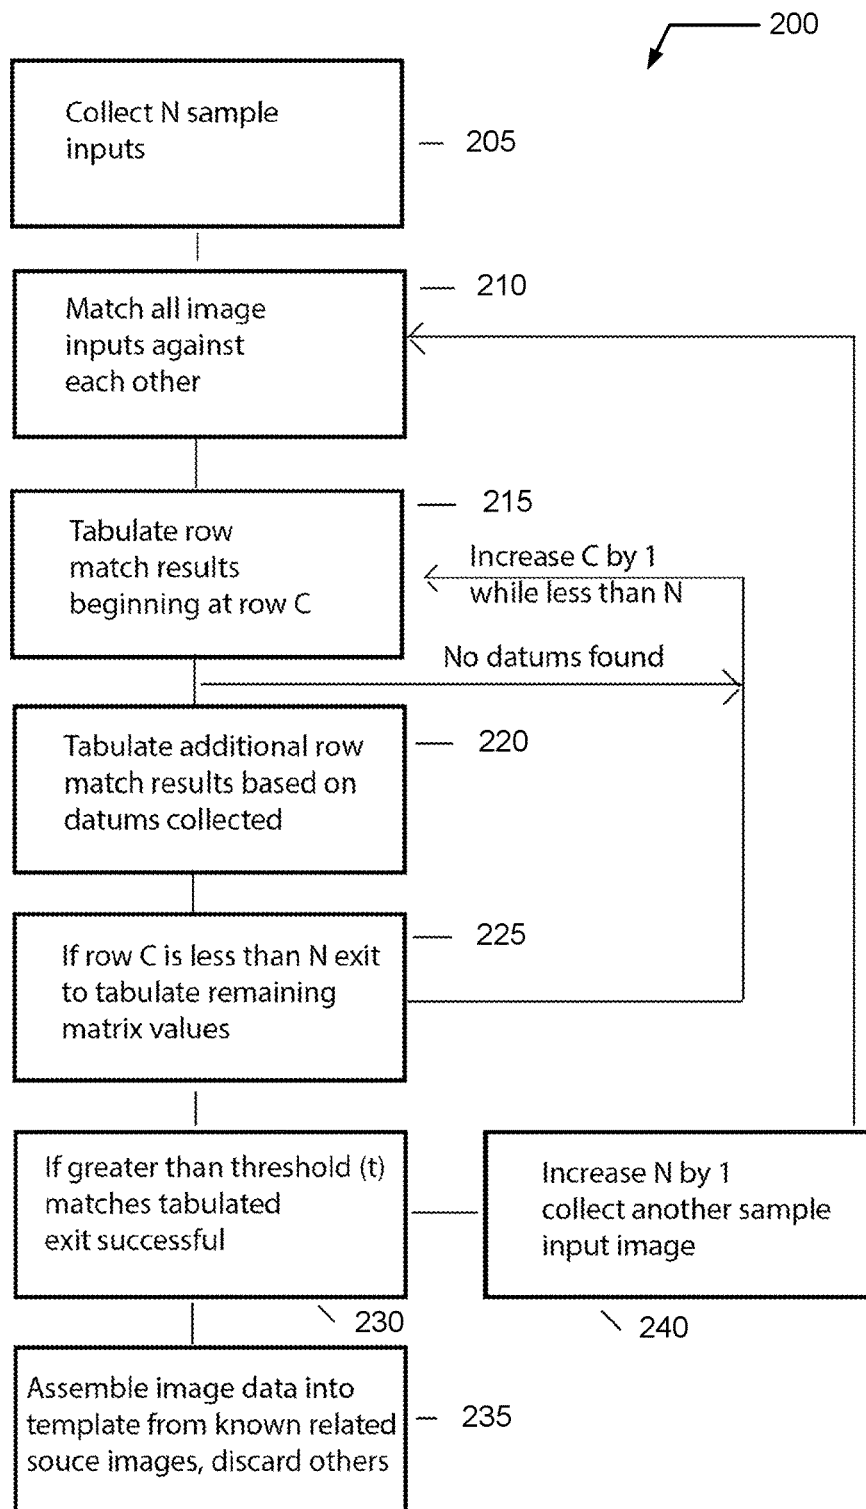 200
Collect N sample
inputs
205
Match all image
inputs against
each other
210
Tabulate row
match results
beginning at row C
215
Increase C by 1
while less than N
No datums found
Tabulate additional row
match results based on
datums collected
220
If row C is less than N exit
to tabulate remaining
matrix values
225
If greater than threshold (t)
matches tabulated
exit successful
230
Increase N by 1
collect another sample
input image
240
Assemble image data into
template from known related
souce images, discard others
235